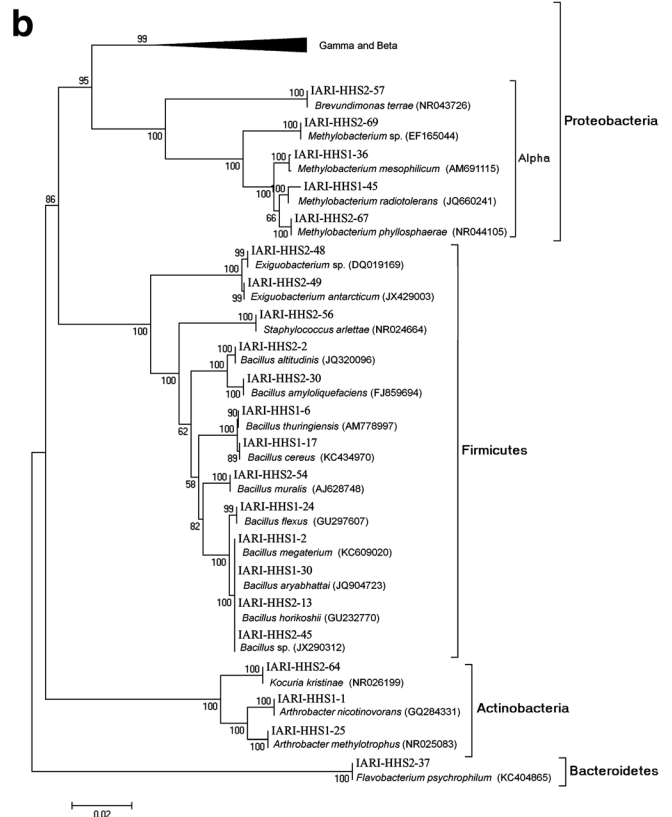 b
99
Gamma and Beta
95
100 IARI-HHS2-57
Brevundimonas terrae (NR043726)
Proteobacteria
100 IARI-HHS2-69
100
Methylobacterium sp. (EF165044)
Alpha
100 IARI-HHS1-36
100
Methylobacterium mesophilicum (AM691115)
100 100 IARI-HHS1-45
Methylobacterium radiotolerans (JQ660241)
86
66 IARI-HHS2-67
100 Methylobacterium phyllosphaerae (NR044105)
99 IARI-HHS2-48
100 Exiguobacterium sp. (DQ019169)
IARI-HHS2-49
99 Exiguobacterium antarcticum (JX429003)
100 IARI-HHS2-56
100
Staphylococcus arlettae (NR024664)
100 IARI-HHS2-2
Bacillus altitudinis (JQ320096)
100
100 IARI-HHS2-30
100
Bacillus amyloliquefaciens (FJ859694)
90 IARI-HHS1-6
62 100 Bacillus thuringiensis (AM778997)
IARI-HHS1-17
89 Bacillus cereus (KC434970)
Firmicutes
58 100 IARI-HHS2-54
Bacillus muralis (AJ628748)
99 IARI-HHS1-24
82
Bacillus flexus (GU297607)
IARI-HHS1-2
Bacillus megaterium (KC609020)
IARI-HHS1-30
100 Bacillus aryabhattai (JQ904723)
IARI-HHS2-13
Bacillus horikoshii (GU232770)
IARI-HHS2-45
100 Bacillus sp. (JX290312)
100 IARI-HHS2-64
Kocuria kristinae (NR026199)
100 100 IARI-HHS1-1
Actinobacteria
Arthrobacter nicotinovorans (GQ284331)
100 IARI-HHS1-25
100 Arthrobacter methylotrophus (NR025083)
IARI-HHS2-37
Bacteroidetes
100 Flavobacterium psychrophilum (KC404865)
0.02